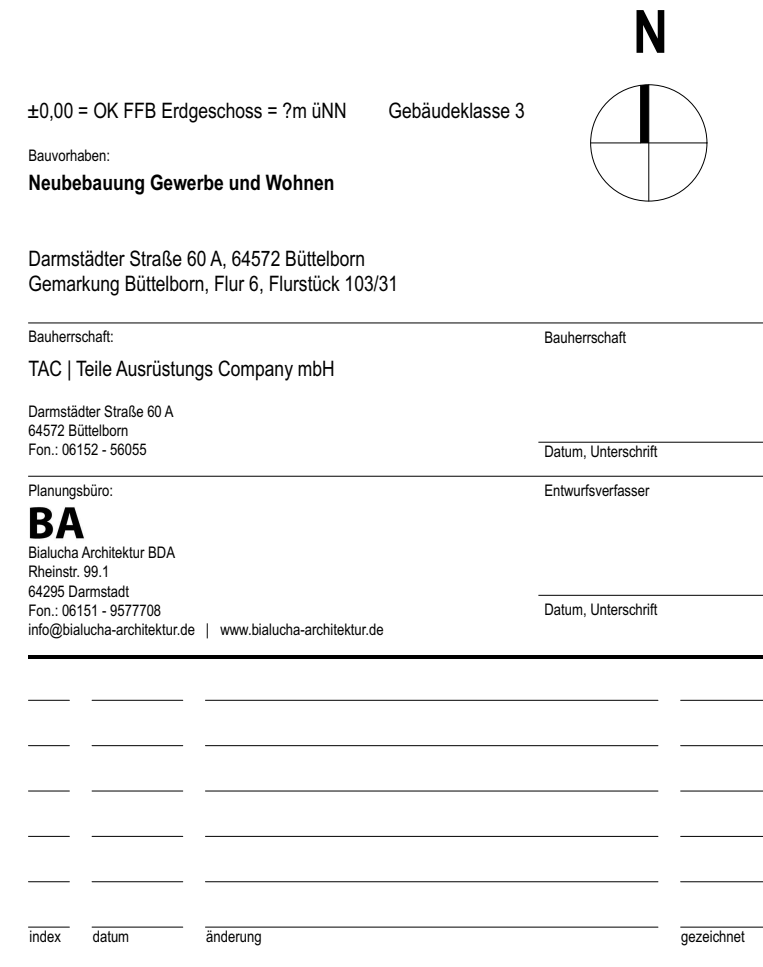 N
±0,00 = OK FFB Erdgeschoss = ?m üNN Gebäudeklasse 3
Bauvorhaben:
Neubebauung Gewerbe und Wohnen
Darmstädter Straße 60 A, 64572 Büttelborn
Gemarkung Büttelborn, Flur 6, Flurstück 103/31
Bauherrschaft:
TAC | Teile Ausrüstungs Company mbH
Darmstädter Straße 60 A
64572 Büttelborn
Fon.: 06152 - 56055
Bauherrschaft
Datum, Unterschrift
Planungsbüro:
BA
Bialucha Architektur BDA
Rheinstr. 99.1
64295 Darmstadt
Fon.: 06151 - 9577708
info@bialucha-architektur.de | www.bialucha-architektur.de
Entwurfsverfasser
Datum, Unterschrift
index datum änderung gezeichnet